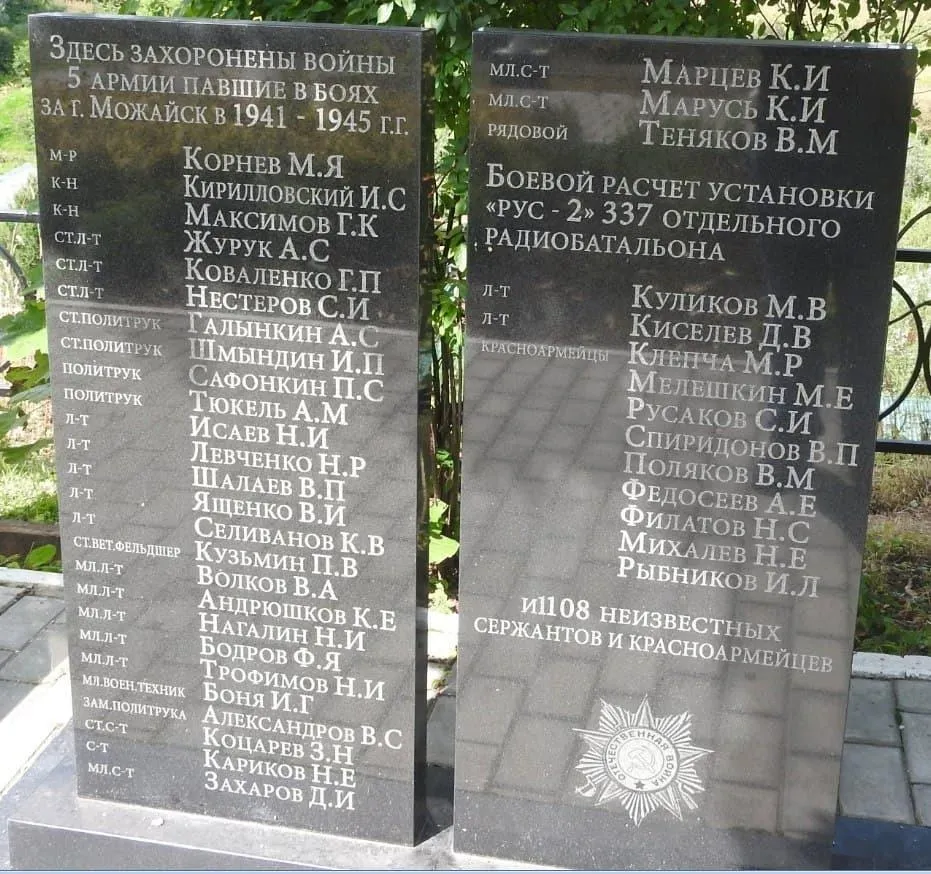 Здесь захоронены войны
5 армии павшие в боях
за г. Можайск в 1941 - 1945 г.г.
м-р Корнев М.Я
к-н Кирилловский И.С
к-н Максимов Г.К
ст.л-т Журук А.С
ст.л-т Коваленко Г.П
ст.л-т Нестеров С.И
ст.политрук Галынкин А.С
ст.политрук Шмындин И.П
политрук Сафонкин П.С
политрук Тюкель А.М
л-т Исаев Н.И
л-т Левченко Н.Р
л-т Шалаев В.П
л-т Ященко В.И
л-т Селиванов К.В
ст.вет.фельдшер Кузьмин П.В
мл.л-т Волков В.А
мл.л-т Андрюшков К.Е
мл.л-т Нагалин Н.И
мл.л-т Бодров Ф.Я
мл.л-т Трофимов Н.И
мл.воен.техник Боня И.Г
зам.политрука Александров В.С
ст.с-т Коцарев З.Н
с-т Кариков Н.Е
мл.с-т Захаров Д.И
мл.с-т Марцев К.И
мл.с-т Марусь К.И
рядовой Теняков В.М
Боевой расчет установки
«РУС - 2» 337 отдельного
радиобатальона
л-т Куликов М.В
л-т Киселев Д.В
красноармейцы Клепча М.Р
Мелешкин М.Е
Русаков С.И
Спиридонов В.П
Поляков В.М
Федосеев А.Е
Филатов Н.С
Михалев Н.Е
Рыбников И.Л
и1108 неизвестных
сержантов и красноармейцев
ОТЕЧЕСТВЕННАЯ ВОЙНА